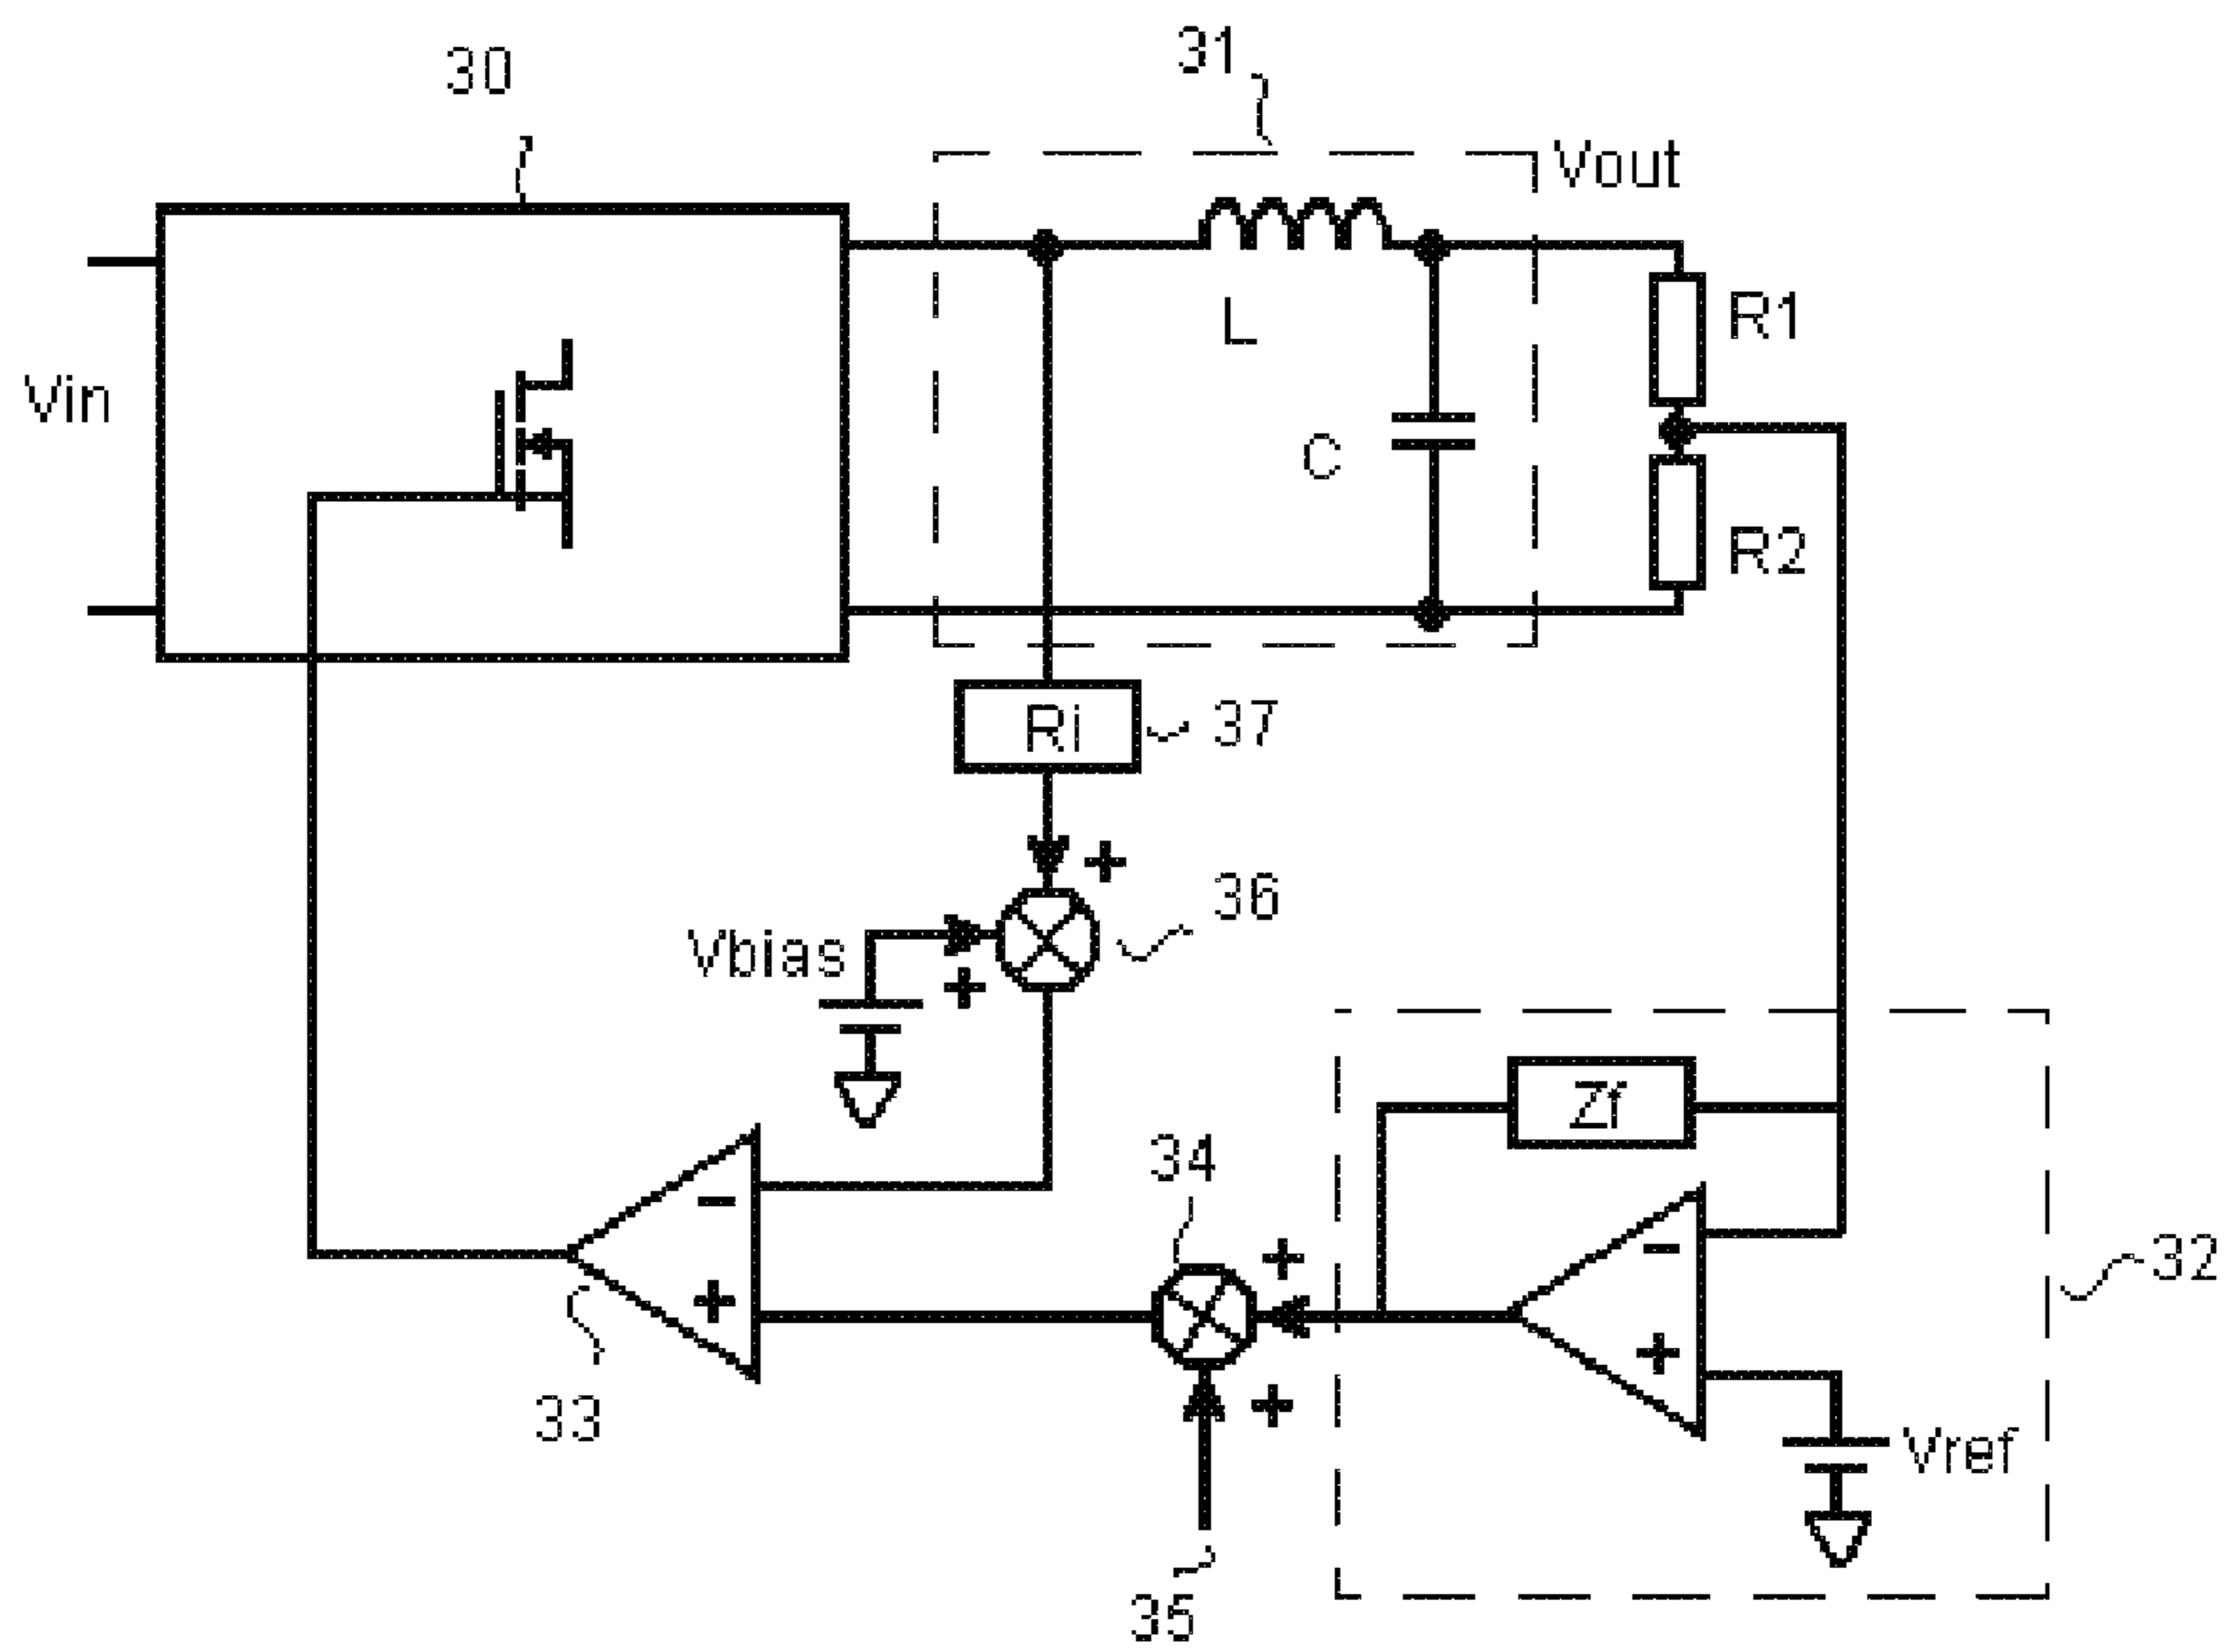 30
31
Vout
Vin
L
C
R1
R2
Ri
37
+
36
Vbias
+
Zf
34
−
+
33
+
+
−
+
32
Vref
35